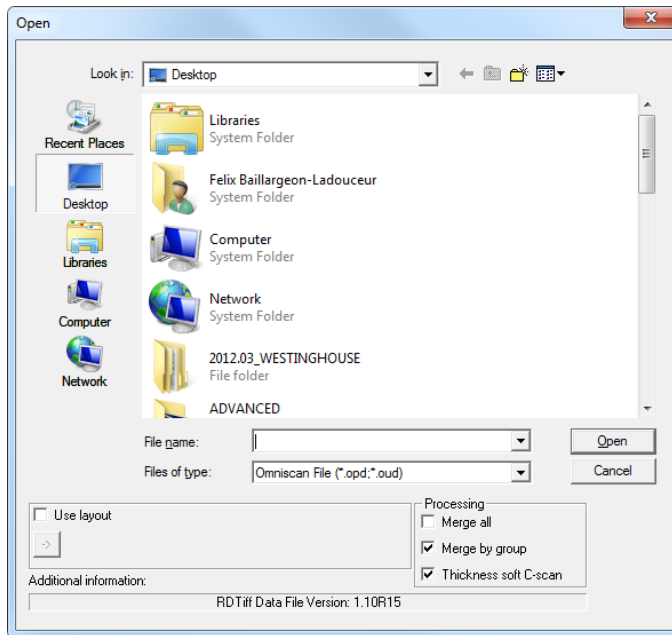 Open
Look in:
Desktop
Recent Places
Desktop
Libraries
Computer
Network
Libraries
System Folder
Felix Baillargeon-Ladouceur
System Folder
Computer
System Folder
Network
System Folder
2012.03_WESTINGHOUSE
File folder
ADVANCED
File name:
Open
Files of type:
Omniscan File (*.opd;*.oud)
Cancel
Use layout
->
Processing
Merge all
Merge by group
Thickness soft C-scan
Additional information:
RDTiff Data File Version: 1.10R15